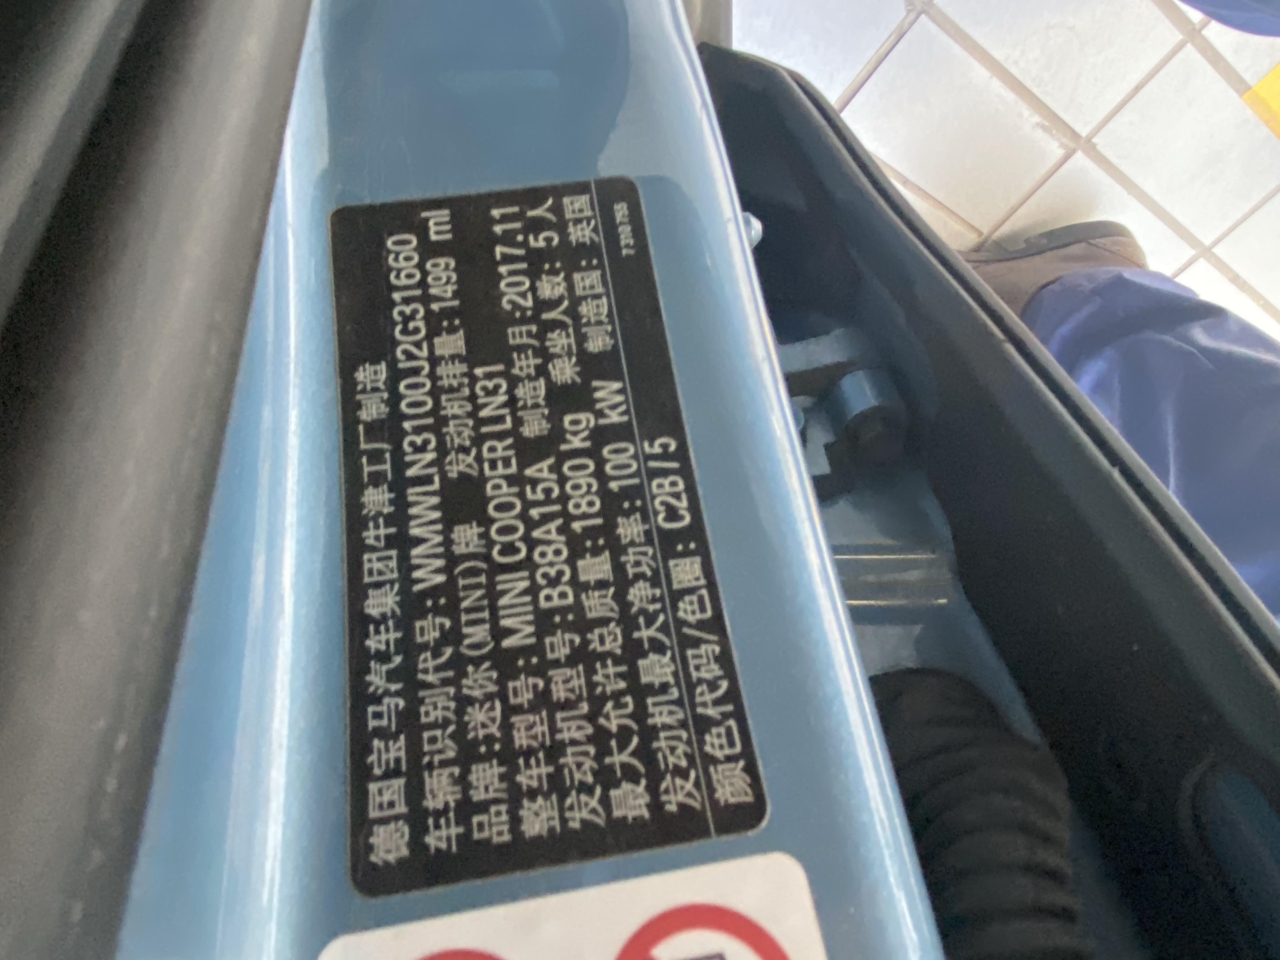 德国宝马汽车集团牛津工厂制造
车辆识别代号:WMWLN3100J2G31660
品牌:迷你(MINI)牌 发动机排量:1499 ml
整车型号:MINI COOPER LN31
发动机型号:B38A15A 制造年月:2017.11
最大允许总质量:1890 kg 乘坐人数:5人
发动机最大净功率:100 kW 制造国:英国
颜色代码/色圈:C2B/5
7300795